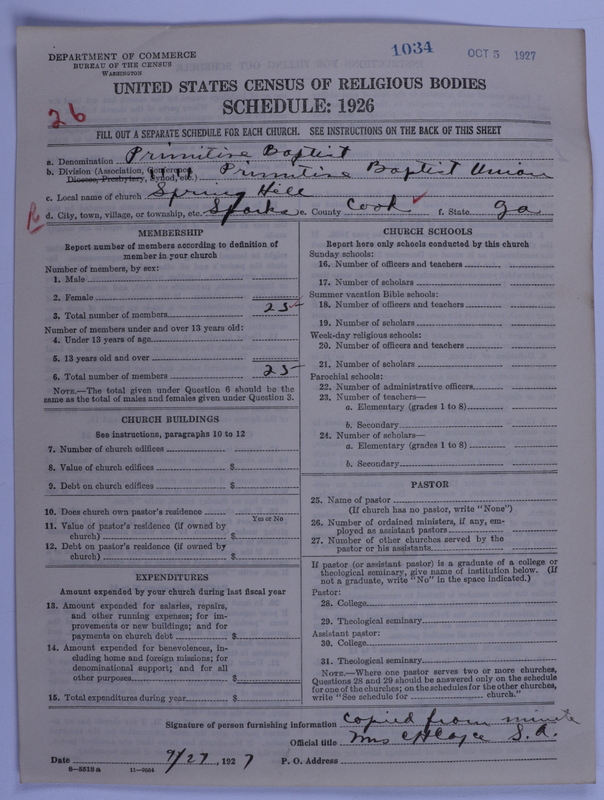 DEPARTMENT OF COMMERCE
BUREAU OF THE CENSUS
WASHINGTON
1034
OCT 5 1927
UNITED STATES CENSUS OF RELIGIOUS BODIES
SCHEDULE: 1926
26
FILL OUT A SEPARATE SCHEDULE FOR EACH CHURCH. SEE INSTRUCTIONS ON THE BACK OF THIS SHEET
a. Denomination Primitive Baptist
b. Division (Association, Conference, Diocese, Presbytery, Synod, etc.) Primitive Baptist Union
c. Local name of church Spring Hill
R d. City, town, village, or township, etc. Sparks e. County Cook f. State Ga
MEMBERSHIP
Report number of members according to definition of
member in your church
Number of members, by sex:
1. Male
2. Female
3. Total number of members 25
Number of members under and over 13 years old:
4. Under 13 years of age
5. 13 years old and over
6. Total number of members 25
NOTE.—The total given under Question 6 should be the
same as the total of males and females given under Question 3.
CHURCH BUILDINGS
See instructions, paragraphs 10 to 12
7. Number of church edifices
8. Value of church edifices $
9. Debt on church edifices $
10. Does church own pastor's residence
Yes or No
11. Value of pastor's residence (if owned by
church) $
12. Debt on pastor's residence (if owned by
church) $
EXPENDITURES
Amount expended by your church during last fiscal year
13. Amount expended for salaries, repairs,
and other running expenses; for im-
provements or new buildings; and for
payments on church debt $
14. Amount expended for benevolences, in-
cluding home and foreign missions; for
denominational support; and for all
other purposes $
15. Total expenditures during year $
CHURCH SCHOOLS
Report here only schools conducted by this church
Sunday schools:
16. Number of officers and teachers
17. Number of scholars
Summer vacation Bible schools:
18. Number of officers and teachers
19. Number of scholars
Week-day religious schools:
20. Number of officers and teachers
21. Number of scholars
Parochial schools:
22. Number of administrative officers
23. Number of teachers—
a. Elementary (grades 1 to 8)
b. Secondary
24. Number of scholars—
a. Elementary (grades 1 to 8)
b. Secondary
PASTOR
25. Name of pastor
(If church has no pastor, write "None")
26. Number of ordained ministers, if any, em-
ployed as assistant pastors
27. Number of other churches served by the
pastor or his assistants
If pastor (or assistant pastor) is a graduate of a college or
theological seminary, give name of institution below. (If
not a graduate, write "No" in the space indicated.)
Pastor:
28. College
29. Theological seminary
Assistant pastor:
30. College
31. Theological seminary
NOTE.—Where one pastor serves two or more churches,
Questions 28 and 29 should be answered only on the schedule
for one of the churches; on the schedules for the other churches,
write "See schedule for church."
Signature of person furnishing information Copied from minute
Official title Mrs S. A.
Date 9/27, 1927 P. O. Address
8—5518a 11—9664